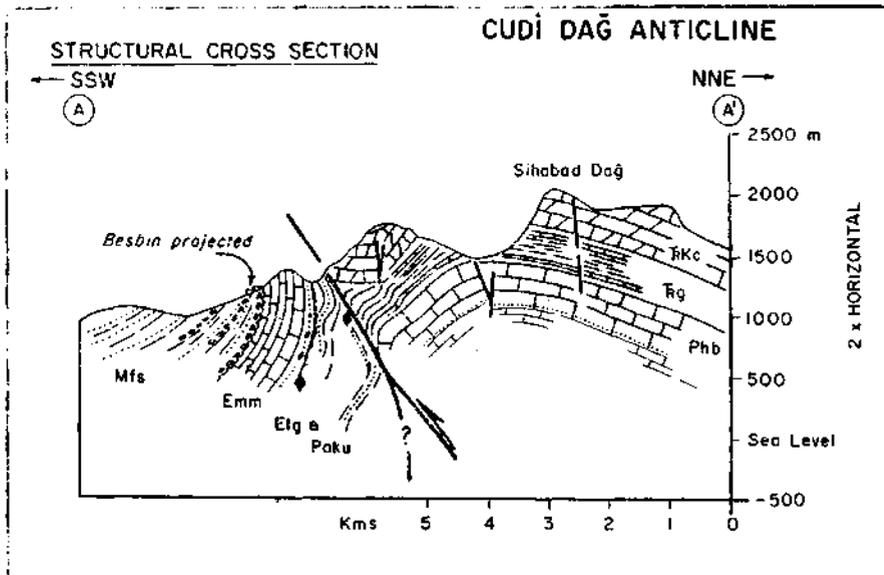 CUDİ DAĞ ANTICLINE
STRUCTURAL CROSS SECTION
SSW
NNE
A
A'
2500 m
Sihabad Dağ
2000
2 x HORIZONTAL
Besbin projected
1500
TRKc
TRg
1000
Phb
Mfs
500
Emm
Etg &
Paku
?
Sea Level
-500
Kms 5 4 3 2 1 0